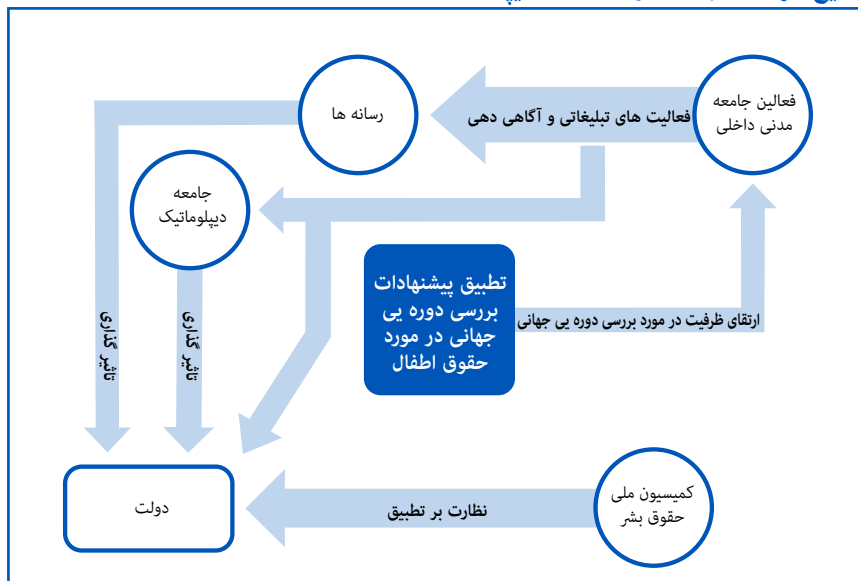 فعالین جامعه
مدنی داخلی
فعالیت های تبلیغاتی و آگاهی دهی
رسانه ها
جامعه
دیپلوماتیک
تطبیق پیشنهادات
بررسی دوره یی
جهانی در مورد
حقوق اطفال
ارتقای ظرفیت در مورد بررسی دوره یی جهانی
تاثیر گذاری
تاثیر گذاری
کمیسیون ملی
حقوق بشر
نظارت بر تطبیق
دولت